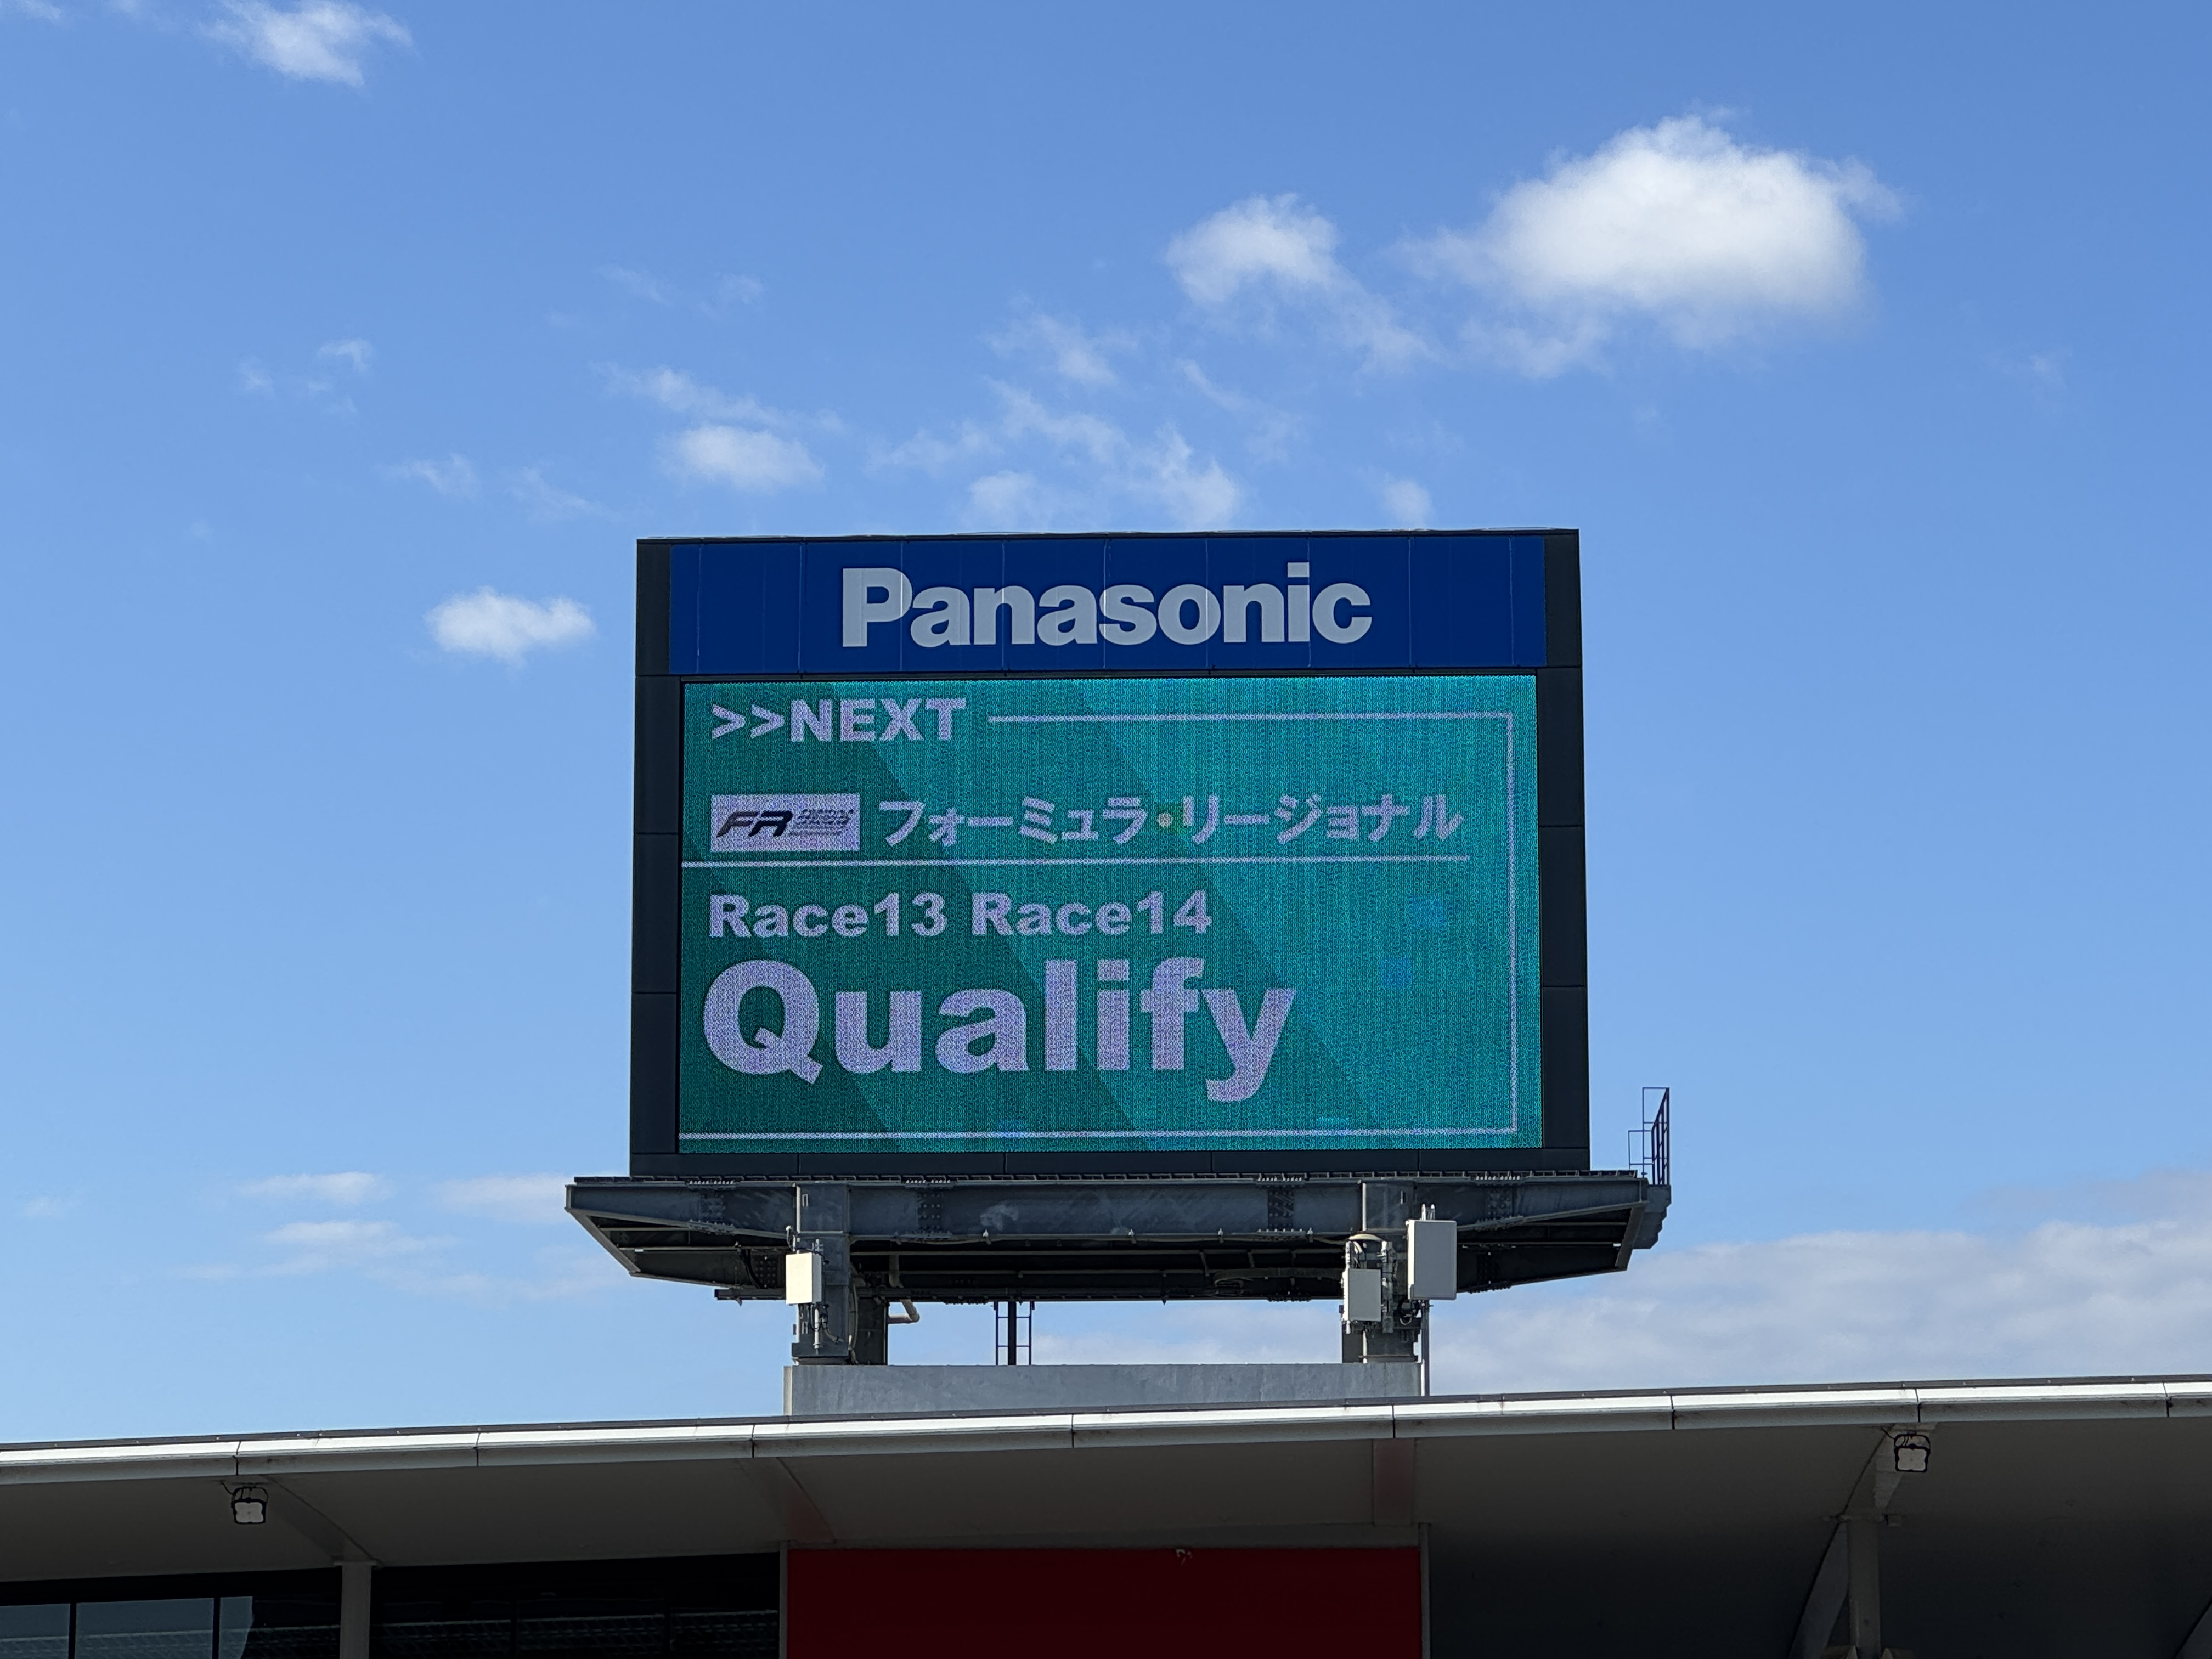 Panasonic
>>NEXT
FR フォーミュラ・リージョナル
Race13 Race14
Qualify